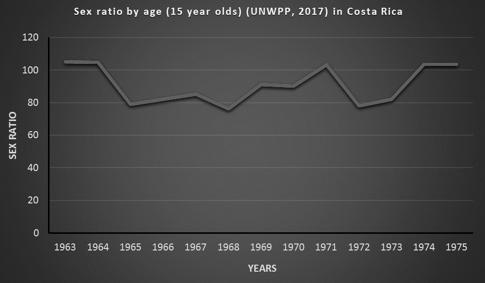 Sex ratio by age (15 year olds) (UNWPP, 2017) in Costa Rica
120
100
80
60
40
20
0
SEX RATIO
1963 1964 1965 1966 1967 1968 1969 1970 1971 1972 1973 1974 1975
YEARS